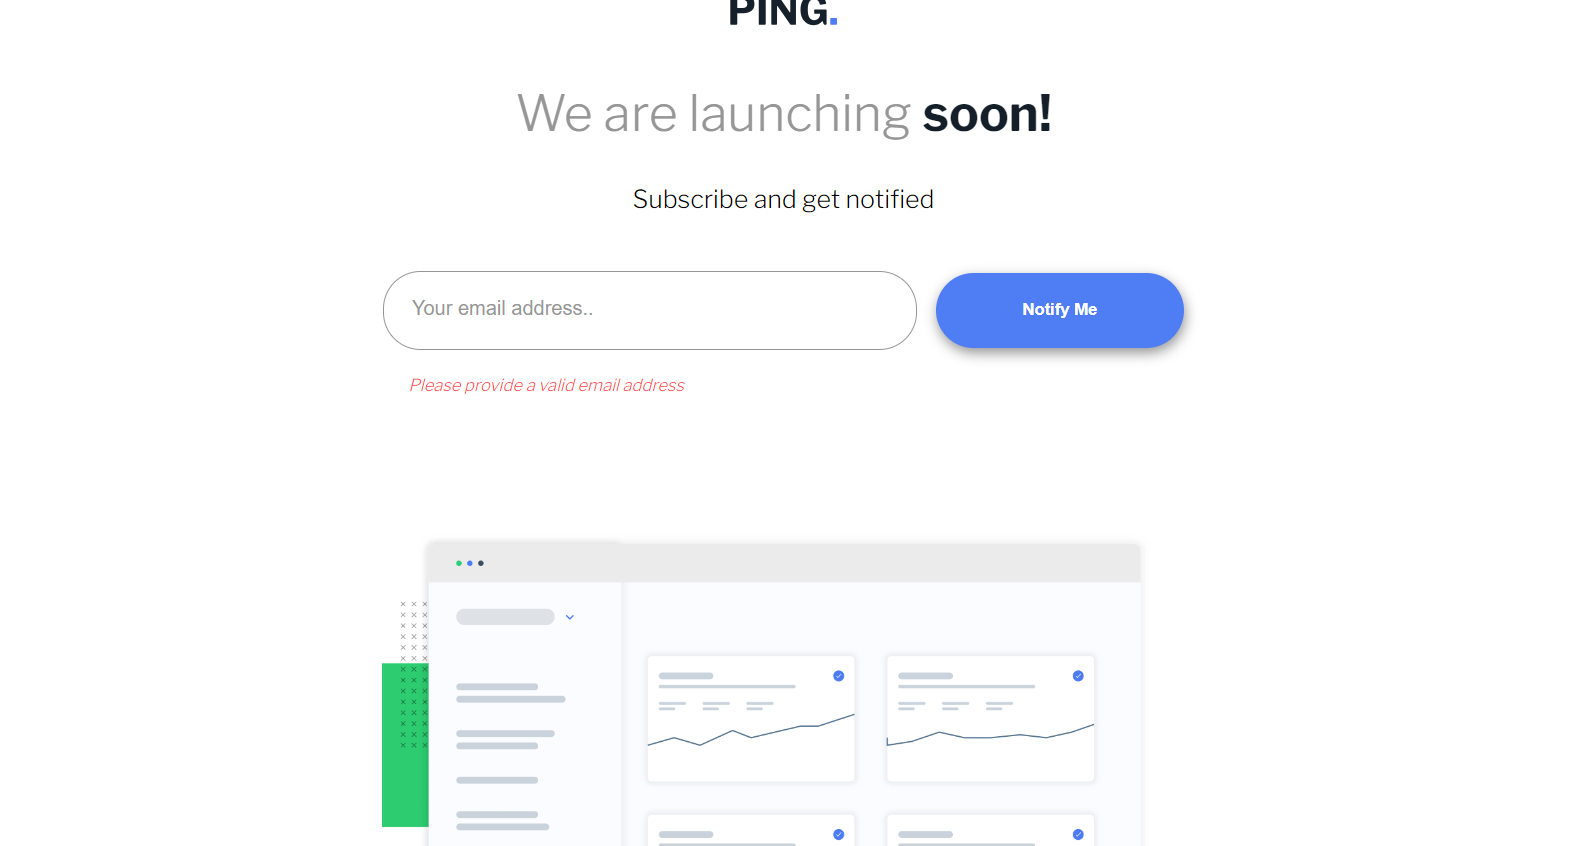 PING.
We are launching soon!
Subscribe and get notified
Your email address..
Notify Me
Please provide a valid email address